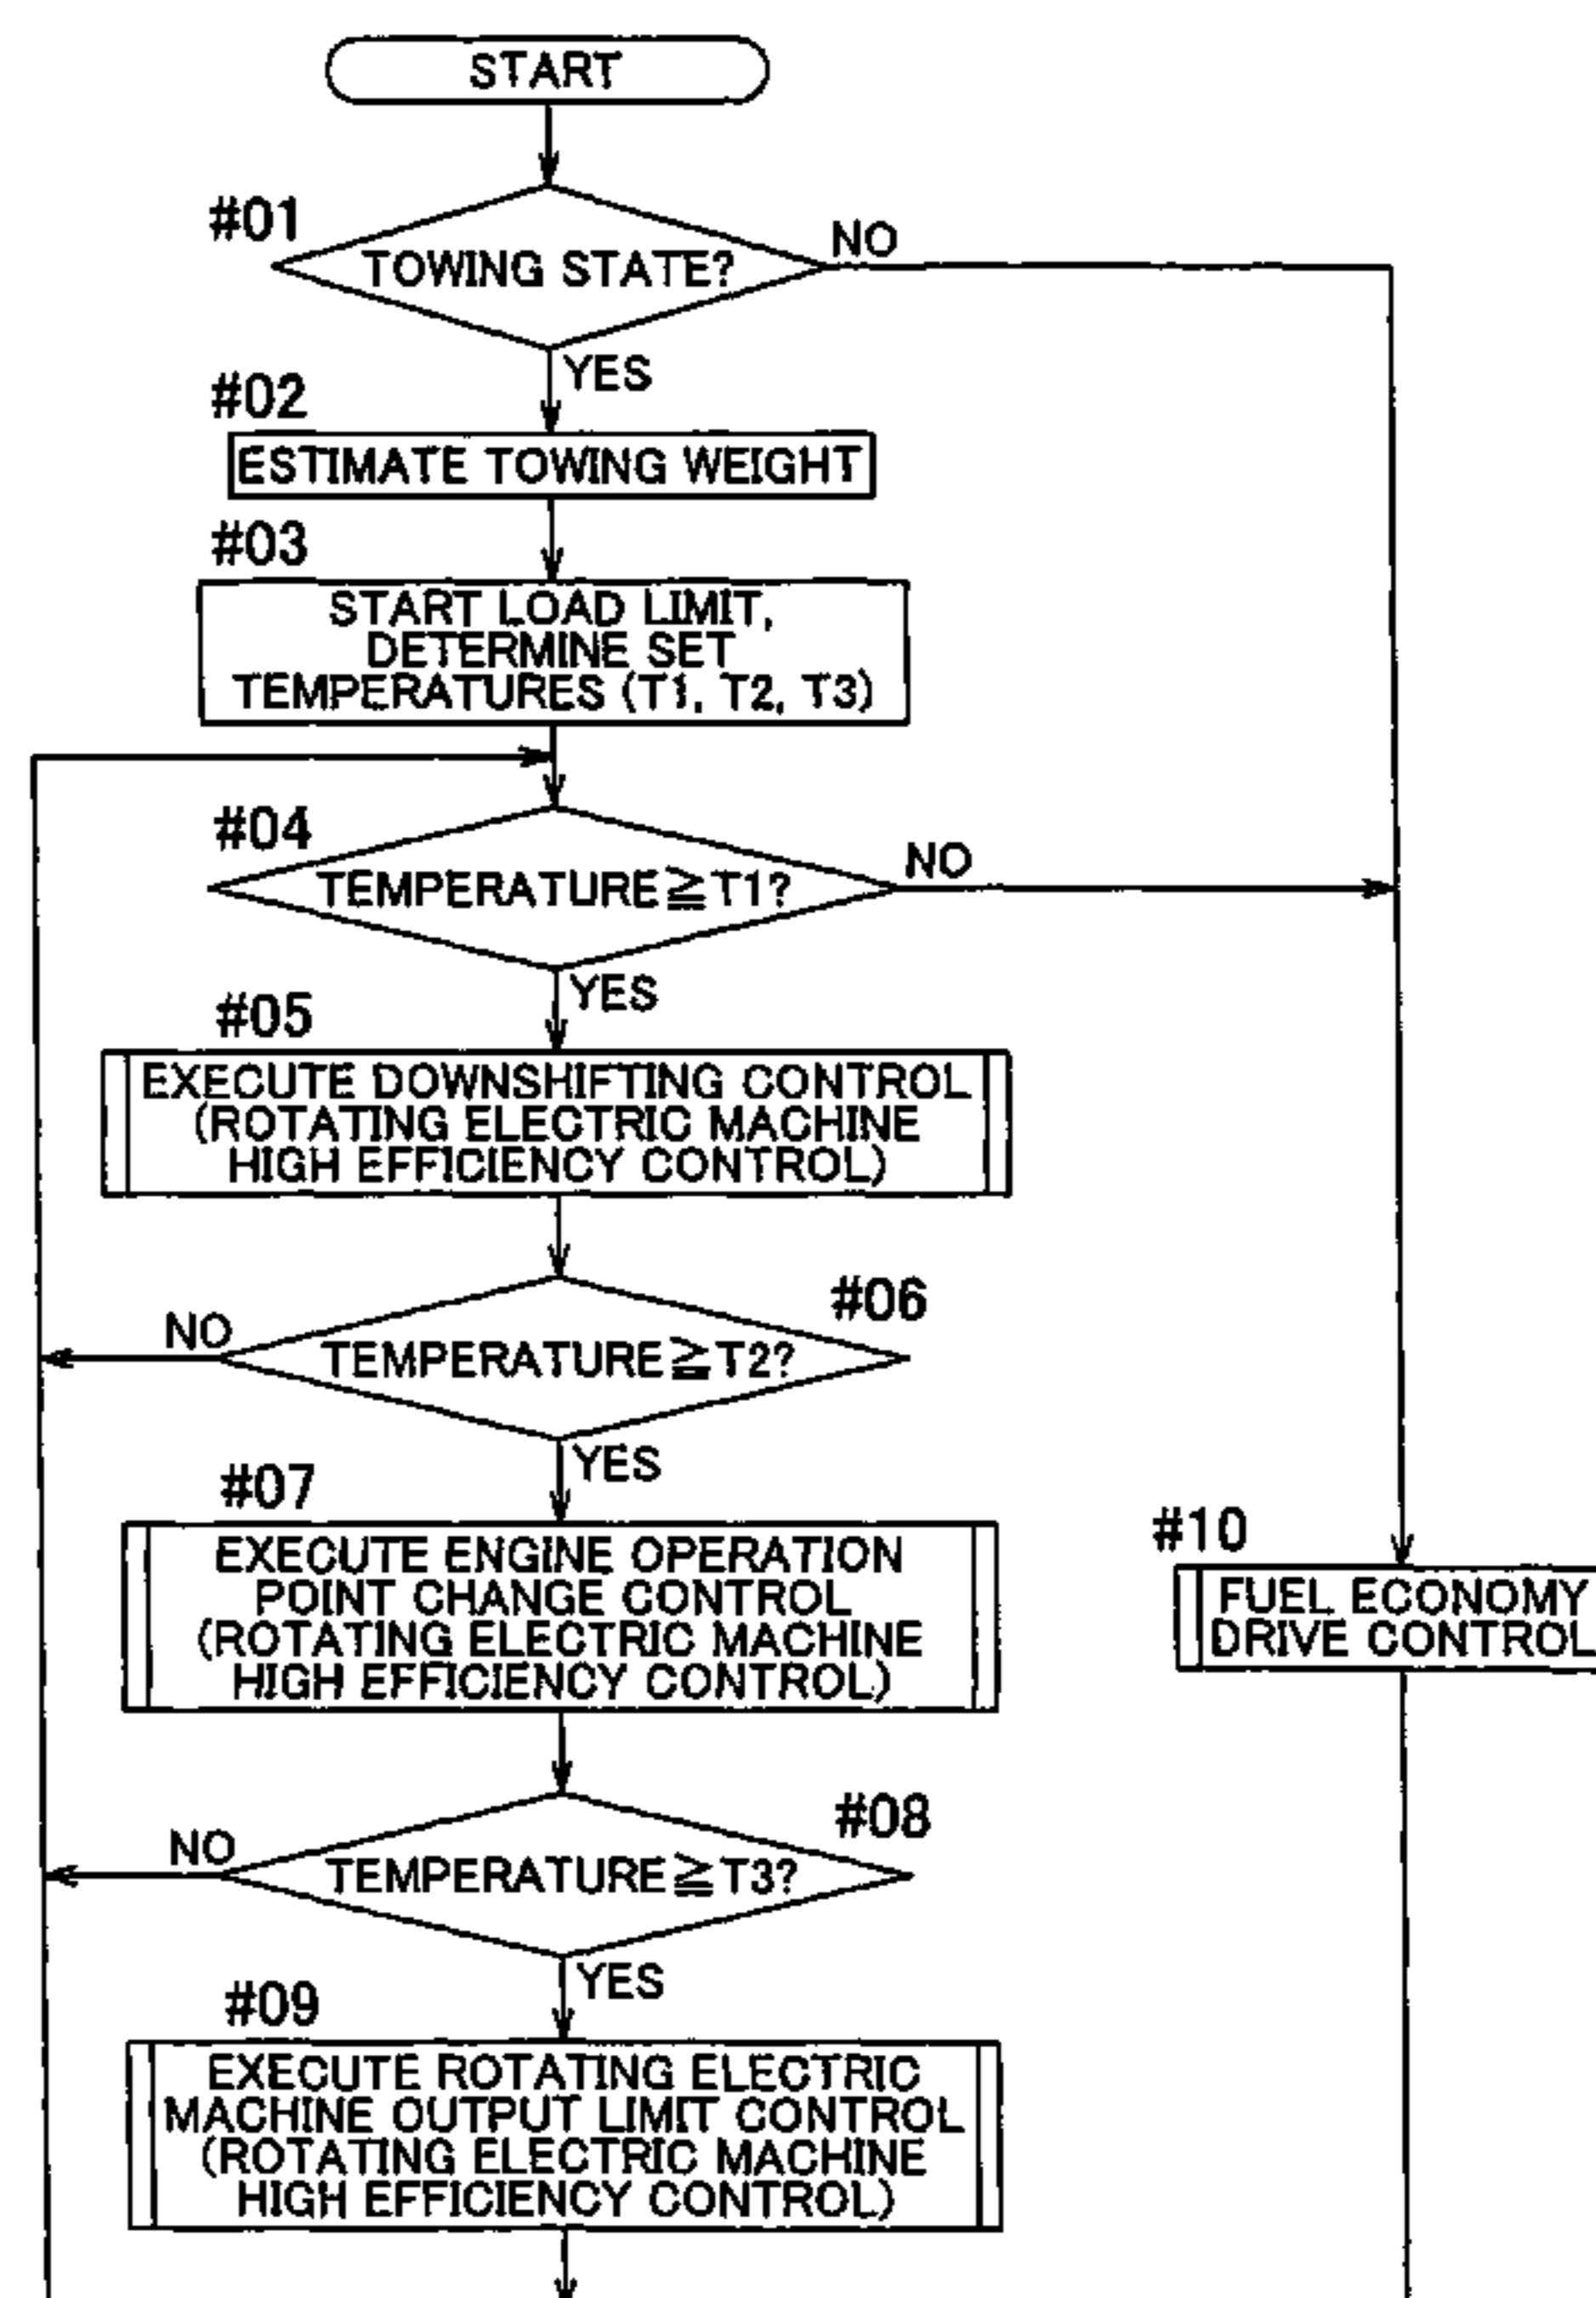 START
#01
TOWING STATE?
NO
YES
#02
ESTIMATE TOWING WEIGHT
#03
START LOAD LIMIT,
DETERMINE SET
TEMPERATURES (T1, T2, T3)
#04
TEMPERATURE≧T1?
NO
YES
#05
EXECUTE DOWNSHIFTING CONTROL
(ROTATING ELECTRIC MACHINE
HIGH EFFICIENCY CONTROL)
#06
NO
TEMPERATURE≧T2?
YES
#07
EXECUTE ENGINE OPERATION
POINT CHANGE CONTROL
(ROTATING ELECTRIC MACHINE
HIGH EFFICIENCY CONTROL)
#10
FUEL ECONOMY
DRIVE CONTROL
#08
NO
TEMPERATURE≧T3?
YES
#09
EXECUTE ROTATING ELECTRIC
MACHINE OUTPUT LIMIT CONTROL
(ROTATING ELECTRIC MACHINE
HIGH EFFICIENCY CONTROL)